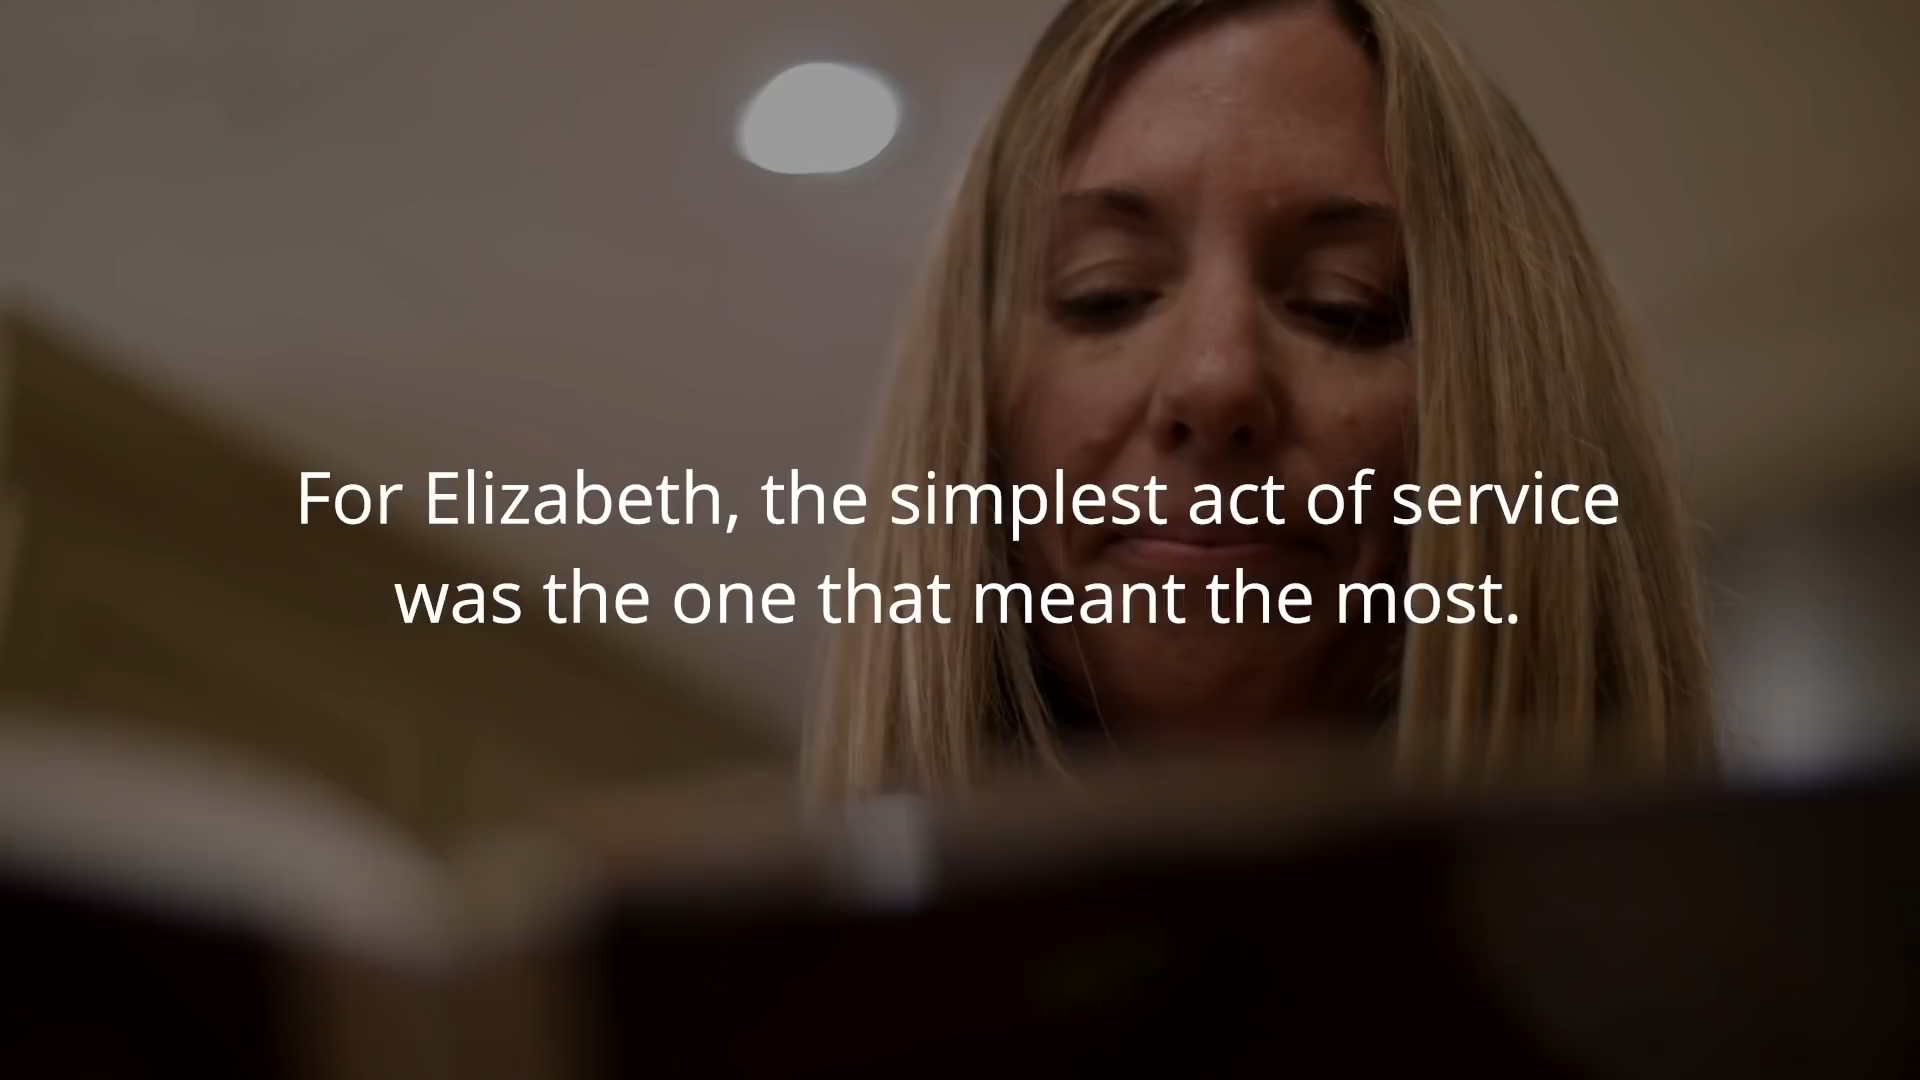 For Elizabeth, the simplest act of service
was the one that meant the most.